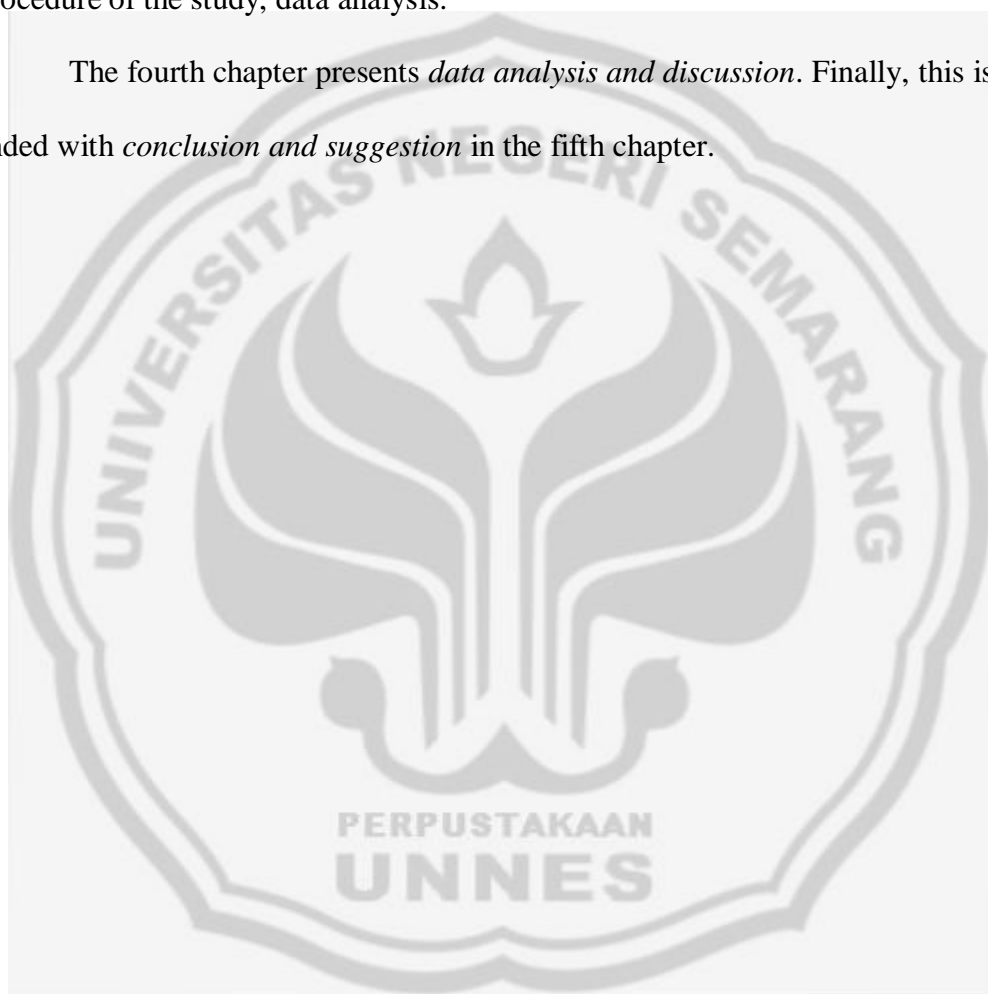 ocedure of the study, data analysis.
The fourth chapter presents data analysis and discussion. Finally, this is
nded with conclusion and suggestion in the fifth chapter.
UNIVERSITAS NEGERI SEMARANG
PERPUSTAKAAN
UNNES